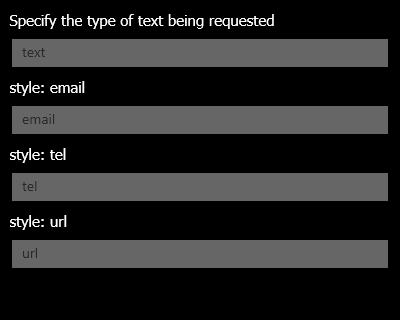 Specify the type of text being requested
text
style: email
email
style: tel
tel
style: url
url